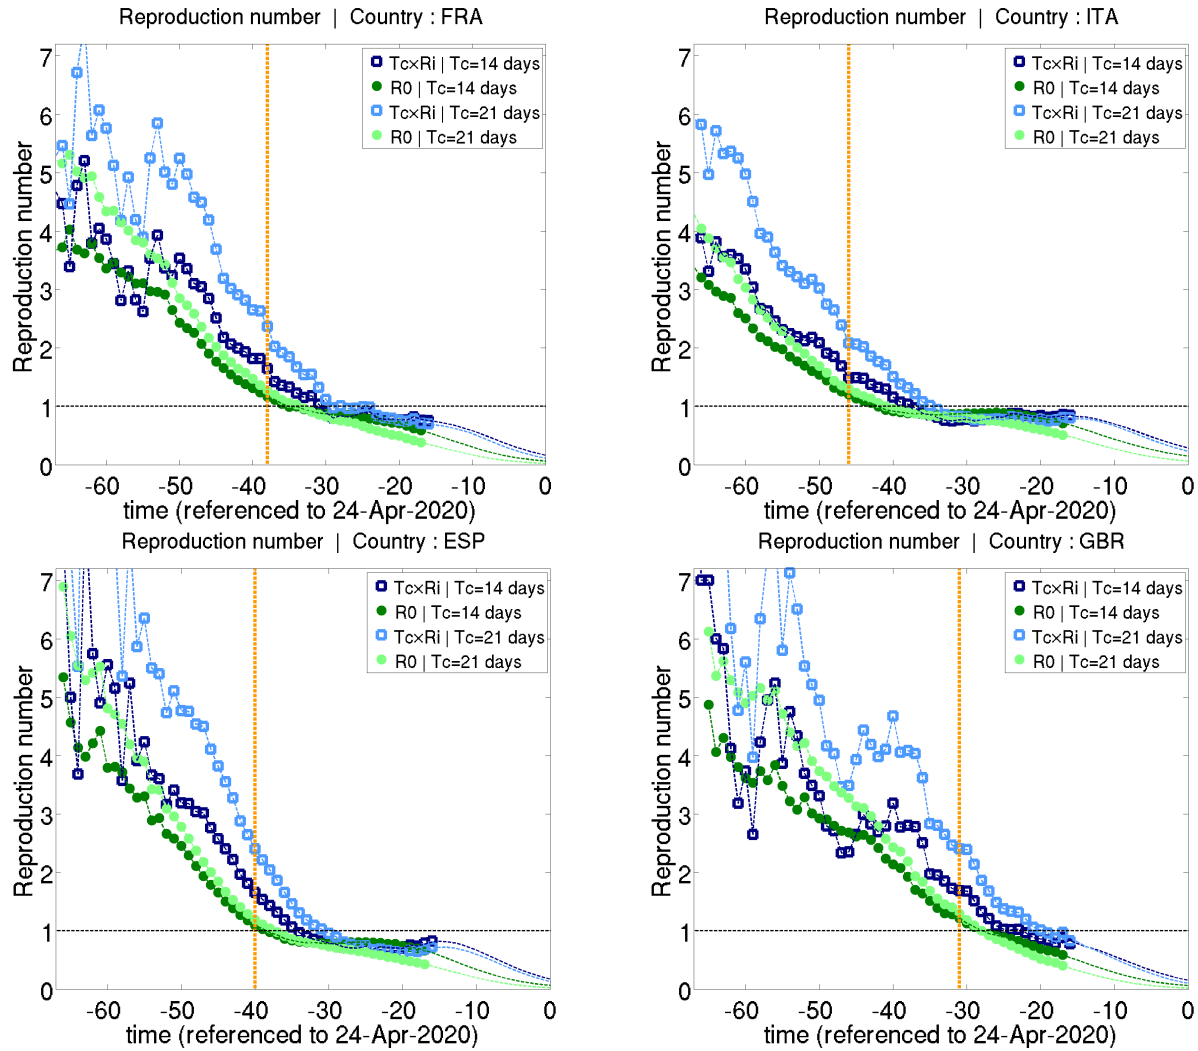 Reproduction number | Country : FRA
7
6
5
4
3
2
1
0
Reproduction number
Tc×Ri | Tc=14 days
R0 | Tc=14 days
Tc×Ri | Tc=21 days
R0 | Tc=21 days
-60 -50 -40 -30 -20 -10 0
time (referenced to 24-Apr-2020)
Reproduction number | Country : ITA
7
6
5
4
3
2
1
0
Reproduction number
Tc×Ri | Tc=14 days
R0 | Tc=14 days
Tc×Ri | Tc=21 days
R0 | Tc=21 days
-60 -50 -40 -30 -20 -10 0
time (referenced to 24-Apr-2020)
Reproduction number | Country : ESP
7
6
5
4
3
2
1
0
Reproduction number
Tc×Ri | Tc=14 days
R0 | Tc=14 days
Tc×Ri | Tc=21 days
R0 | Tc=21 days
-60 -50 -40 -30 -20 -10 0
time (referenced to 24-Apr-2020)
Reproduction number | Country : GBR
7
6
5
4
3
2
1
0
Reproduction number
Tc×Ri | Tc=14 days
R0 | Tc=14 days
Tc×Ri | Tc=21 days
R0 | Tc=21 days
-60 -50 -40 -30 -20 -10 0
time (referenced to 24-Apr-2020)